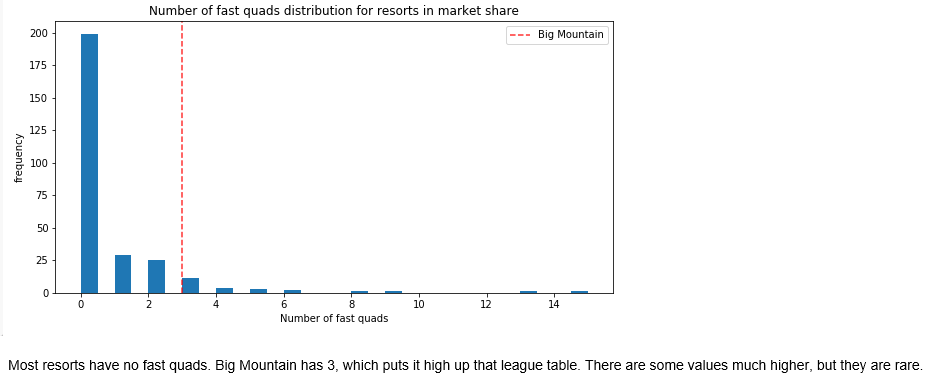 Number of fast quads distribution for resorts in market share
Big Mountain
200
175
150
125
100
75
50
25
0
frequency
0 2 4 6 8 10 12 14
Number of fast quads
Most resorts have no fast quads. Big Mountain has 3, which puts it high up that league table. There are some values much higher, but they are rare.